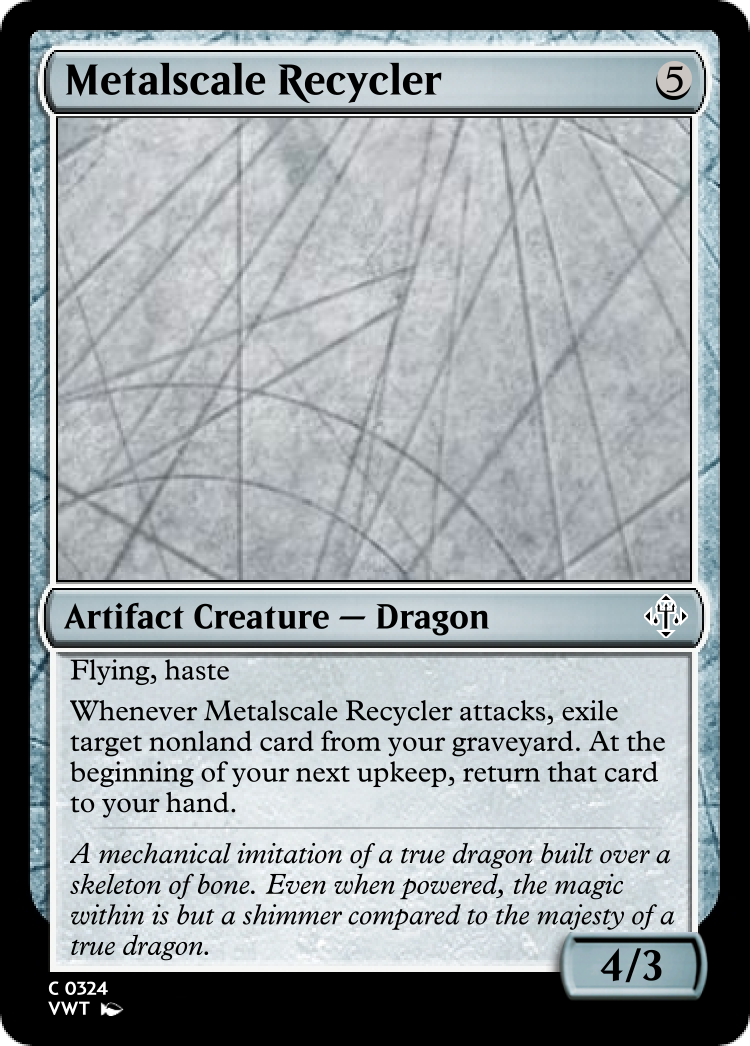 Metalscale Recycler 5
Artifact Creature — Dragon
Flying, haste
Whenever Metalscale Recycler attacks, exile
target nonland card from your graveyard. At the
beginning of your next upkeep, return that card
to your hand.
A mechanical imitation of a true dragon built over a
skeleton of bone. Even when powered, the magic
within is but a shimmer compared to the majesty of a
true dragon.
4/3
C 0324
VWT